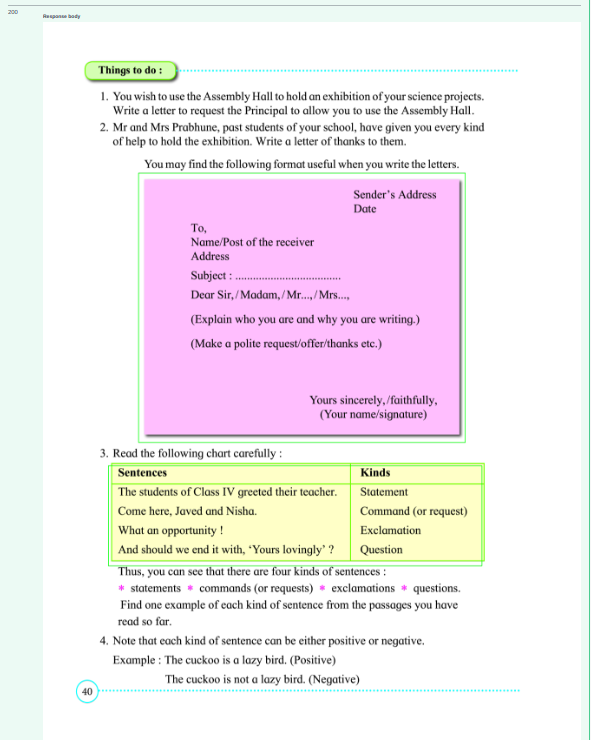 200
Response body
Things to do :
1. You wish to use the Assembly Hall to hold an exhibition of your science projects.
Write a letter to request the Principal to allow you to use the Assembly Hall.
2. Mr and Mrs Prabhune, past students of your school, have given you every kind
of help to hold the exhibition. Write a letter of thanks to them.
You may find the following format useful when you write the letters.
Sender's Address
Date
To,
Name/Post of the receiver
Address
Subject : ....................................
Dear Sir,/Madam,/Mr...,/Mrs...,
(Explain who you are and why you are writing.)
(Make a polite request/offer/thanks etc.)
Yours sincerely,/faithfully,
(Your name/signature)
3. Read the following chart carefully :
Sentences Kinds
The students of Class IV greeted their teacher. Statement
Come here, Javed and Nisha. Command (or request)
What an opportunity ! Exclamation
And should we end it with, 'Yours lovingly' ? Question
Thus, you can see that there are four kinds of sentences :
* statements * commands (or requests) * exclamations * questions.
Find one example of each kind of sentence from the passages you have
read so far.
4. Note that each kind of sentence can be either positive or negative.
Example : The cuckoo is a lazy bird. (Positive)
The cuckoo is not a lazy bird. (Negative)
40